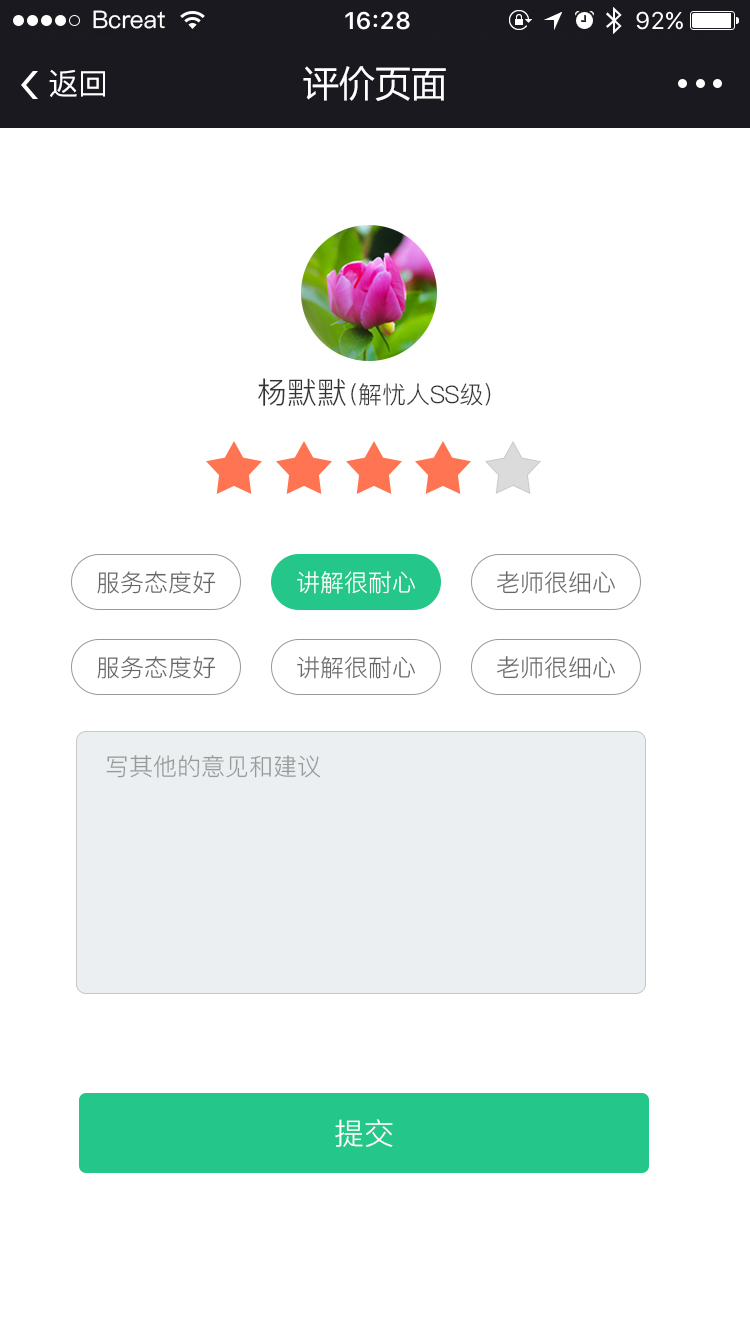 Bcreat 16:28 92%
返回 评价页面
杨默默(解忧人SS级)
服务态度好 讲解很耐心 老师很细心
服务态度好 讲解很耐心 老师很细心
写其他的意见和建议
提交